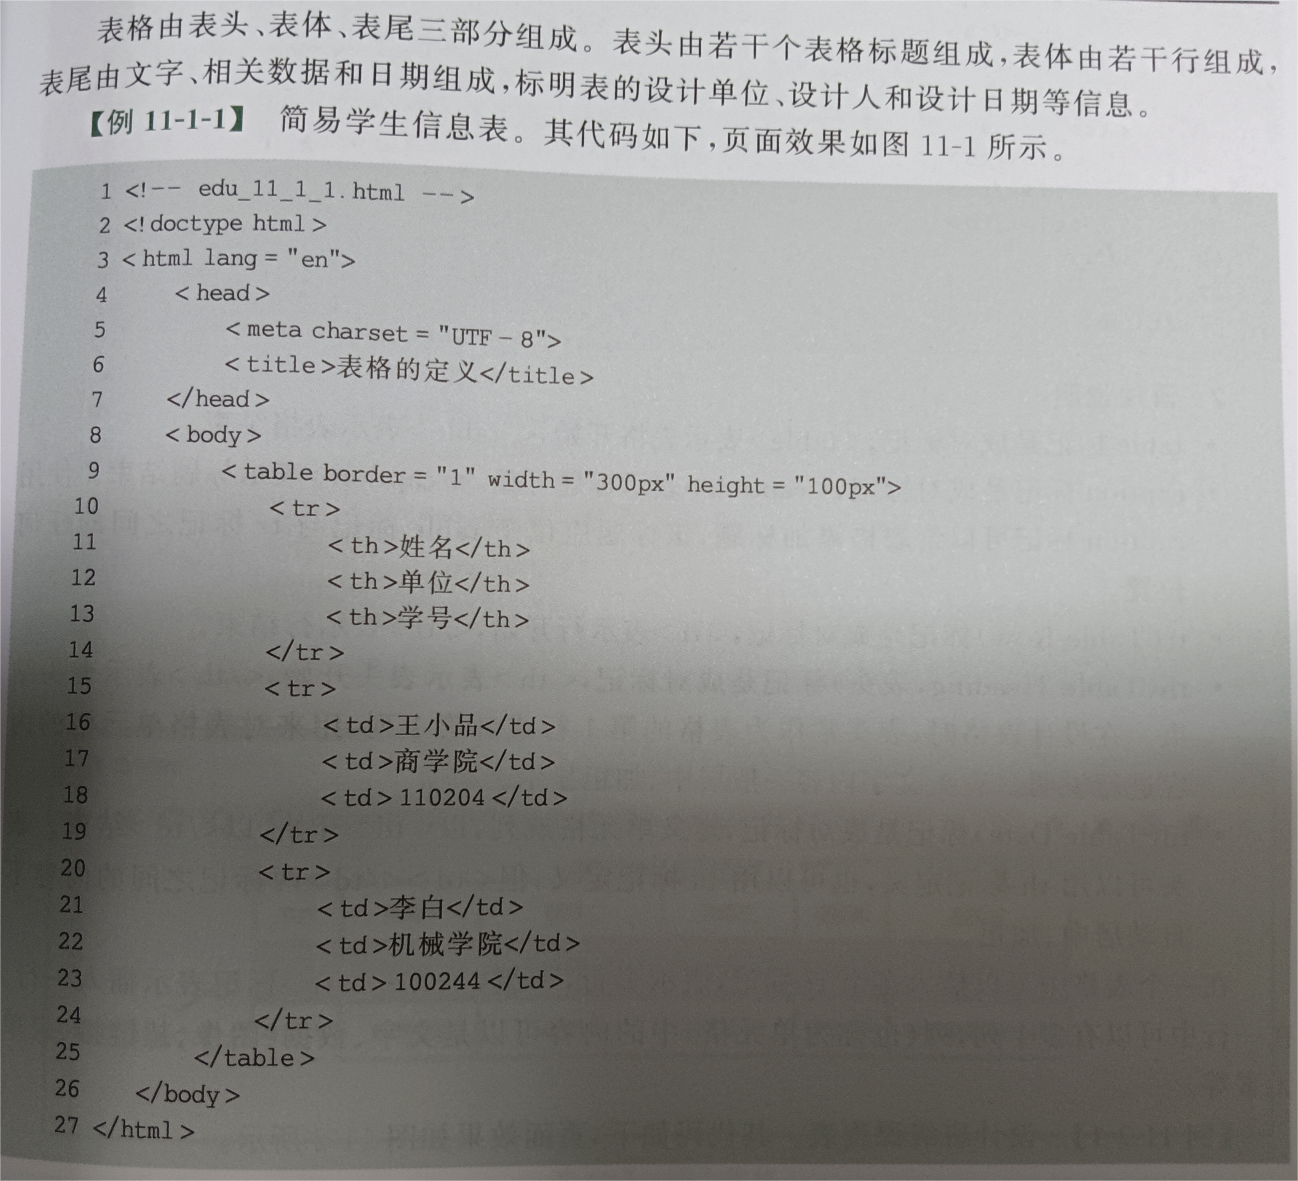 表格由表头、表体、表尾三部分组成。表头由若干个表格标题组成,表体由若干行组成,
表尾由文字、相关数据和日期组成,标明表的设计单位、设计人和设计日期等信息。
【例 11-1-1】 简易学生信息表。其代码如下,页面效果如图 11-1 所示。
1 <!-- edu_11_1_1.html -->
2 <!doctype html>
3 <html lang = "en">
4 <head>
5 <meta charset = "UTF-8">
6 <title>表格的定义</title>
7 </head>
8 <body>
9 <table border = "1" width = "300px" height = "100px">
10 <tr>
11 <th>姓名</th>
12 <th>单位</th>
13 <th>学号</th>
14 </tr>
15 <tr>
16 <td>王小品</td>
17 <td>商学院</td>
18 <td>110204</td>
19 </tr>
20 <tr>
21 <td>李白</td>
22 <td>机械学院</td>
23 <td>100244</td>
24 </tr>
25 </table>
26 </body>
27 </html>